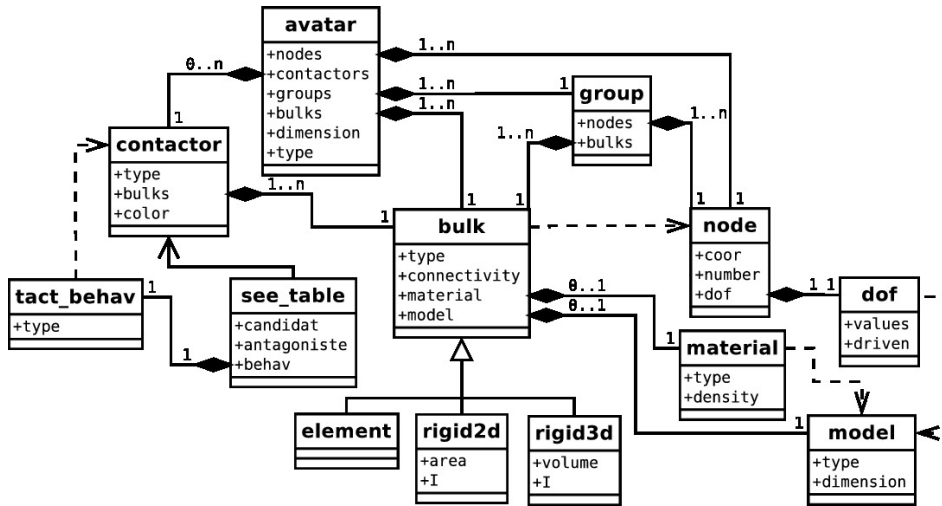 avatar
+nodes
+contactors
+groups
+bulks
+dimension
+type
1..n
1..n
1..n
0..n
1
1
group
+nodes
+bulks
1..n
1..n
contactor
+type
+bulks
+color
1..n
1
1
1
1
1
bulk
+type
+connectivity
+material
+model
0..1
0..1
node
+coor
+number
+dof
1 1
dof
+values
+driven
tact_behav
+type
1
1
see_table
+candidat
+antagoniste
+behav
1
material
+type
+density
element
rigid2d
+area
+I
rigid3d
+volume
+I
1
model
+type
+dimension